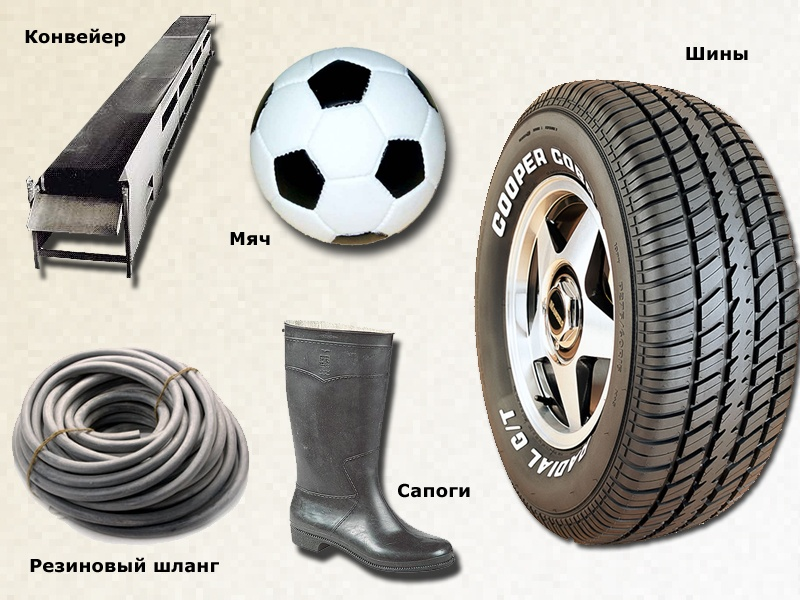 Конвейер
Шины
COOPER COB
Мяч
RADIAL G/T
Сапоги
Резиновый шланг